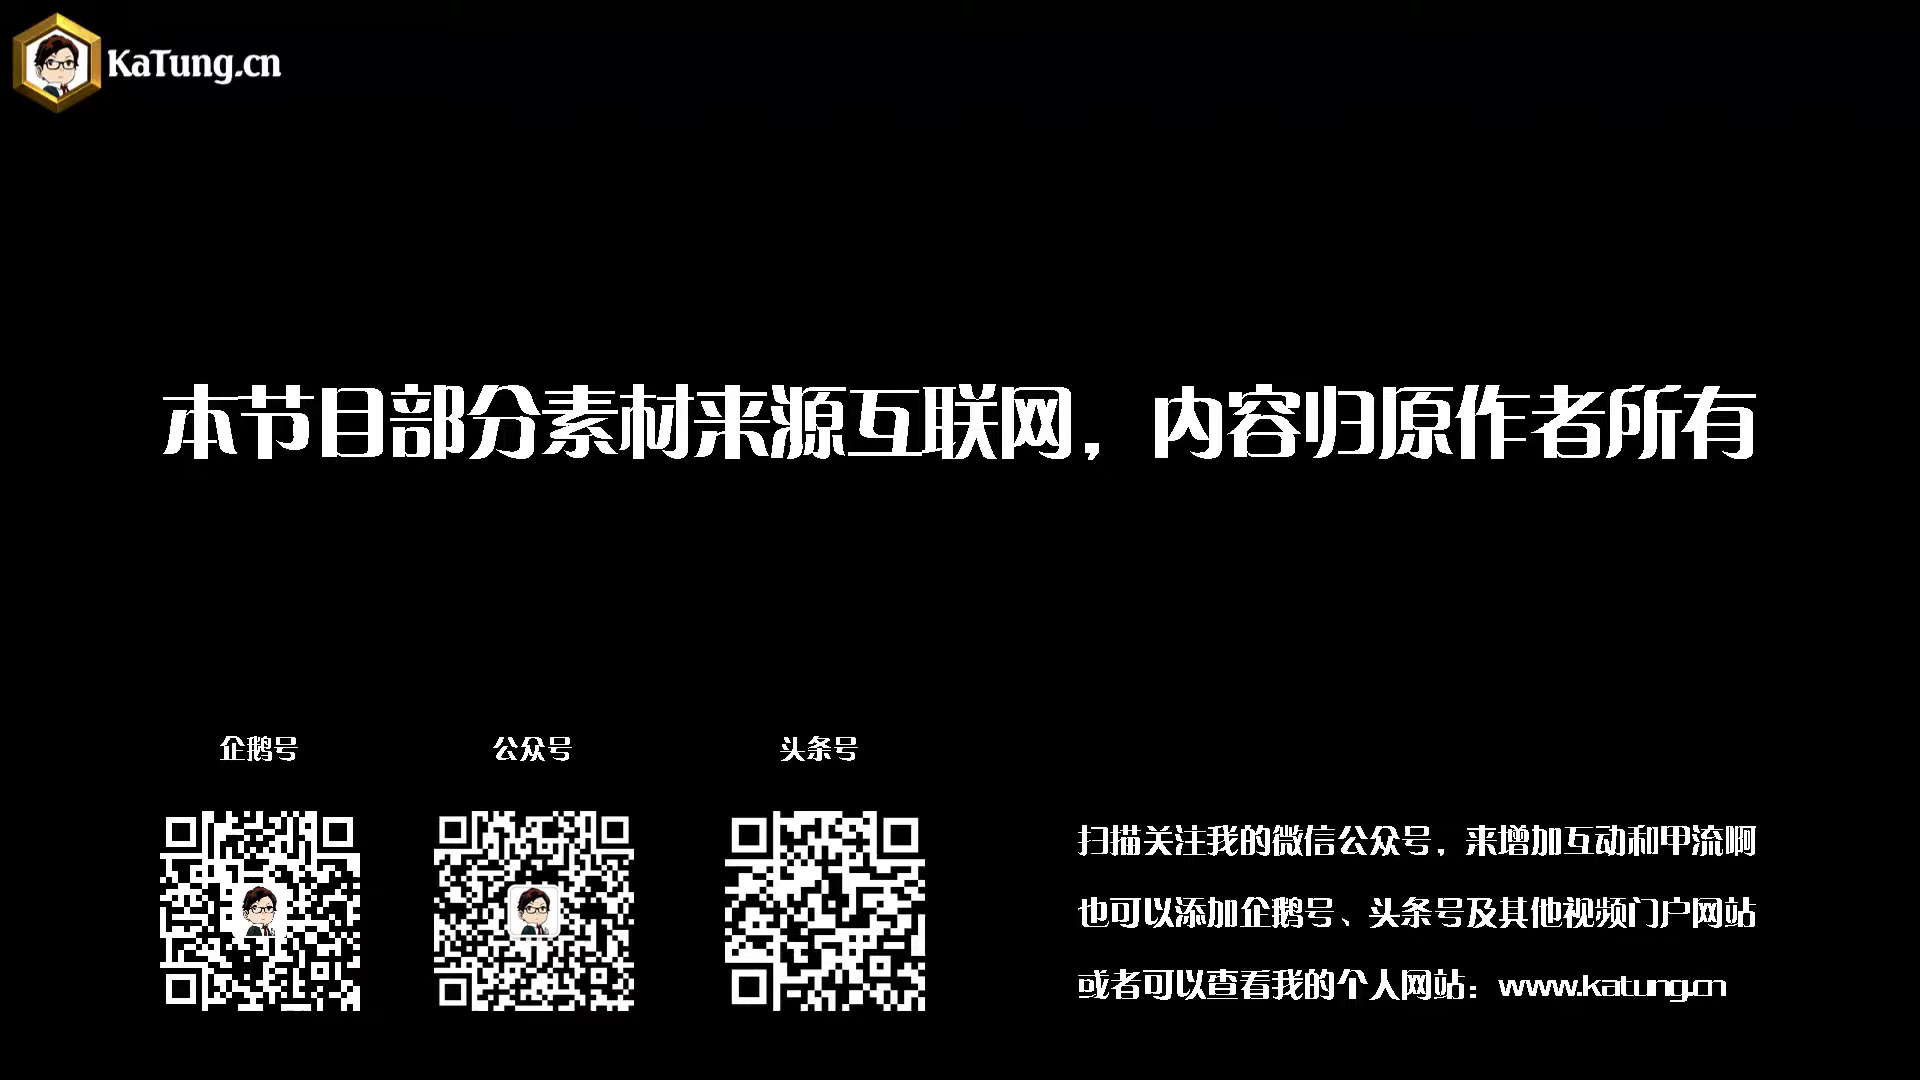 KaTung.cn
本节目部分素材来源互联网，内容归原作者所有
企鹅号
公众号
头条号
扫描关注我的微信公众号，来增加互动和甲流啊
也可以添加企鹅号、头条号及其他视频门户网站
或者可以查看我的个人网站：www.katung.cn